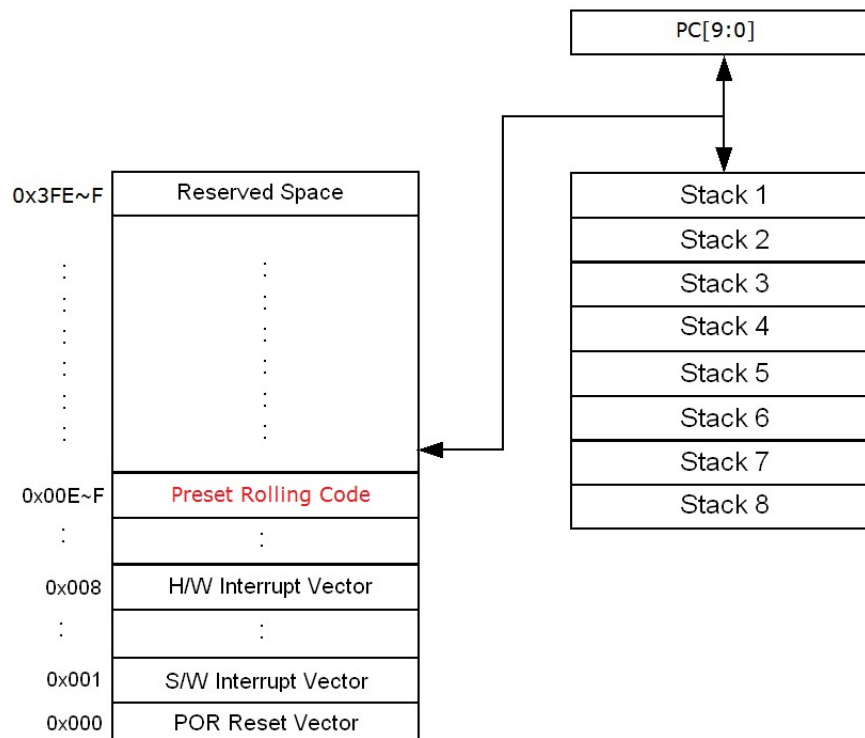 PC[9:0]
0x3FE~F
Reserved Space
0x00E~F
Preset Rolling Code
0x008
H/W Interrupt Vector
0x001
S/W Interrupt Vector
0x000
POR Reset Vector
Stack 1
Stack 2
Stack 3
Stack 4
Stack 5
Stack 6
Stack 7
Stack 8